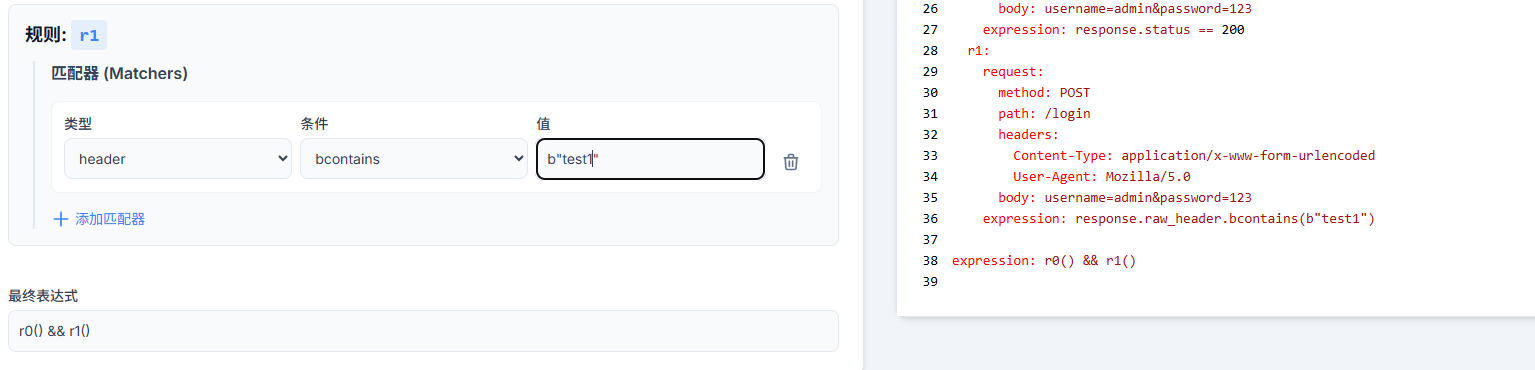 规则: r1
匹配器 (Matchers)
类型 条件 值
header bcontains b"test1"
添加匹配器
最终表达式
r0() && r1()
26 body: username=admin&password=123
27 expression: response.status == 200
28 r1:
29 request:
30 method: POST
31 path: /login
32 headers:
33 Content-Type: application/x-www-form-urlencoded
34 User-Agent: Mozilla/5.0
35 body: username=admin&password=123
36 expression: response.raw_header.bcontains(b"test1")
37
38 expression: r0() && r1()
39